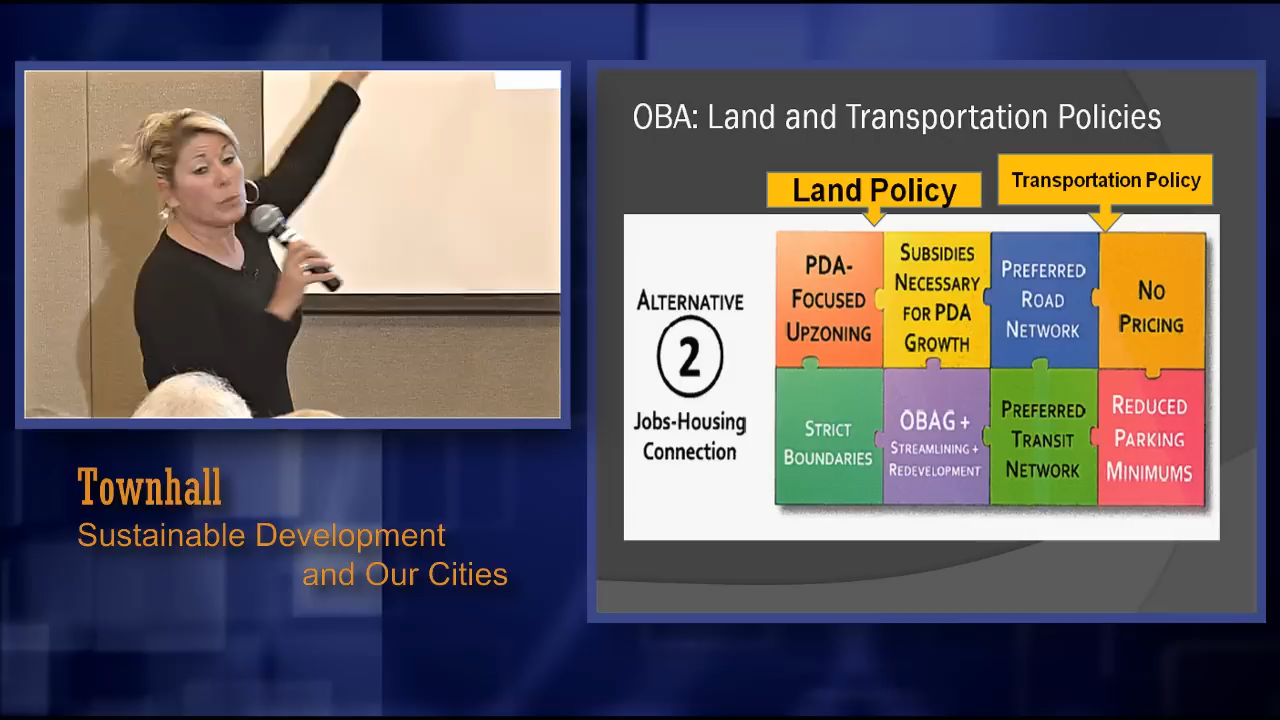 OBA: Land and Transportation Policies
Land Policy
Transportation Policy
ALTERNATIVE
2
Jobs-Housing
Connection
PDA-
FOCUSED
UPZONING
SUBSIDIES
NECESSARY
FOR PDA
GROWTH
PREFERRED
ROAD
NETWORK
NO
PRICING
STRICT
BOUNDARIES
OBAG +
STREAMLINING +
REDEVELOPMENT
PREFERRED
TRANSIT
NETWORK
REDUCED
PARKING
MINIMUMS
Townhall
Sustainable Development
and Our Cities